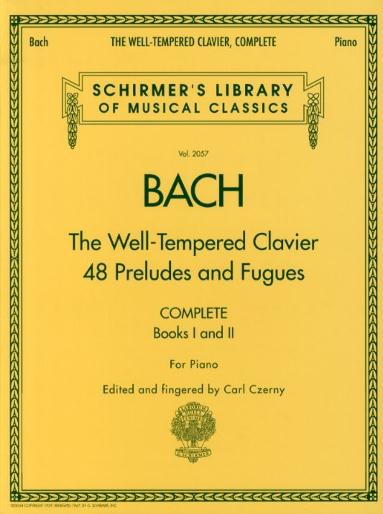 Bach THE WELL-TEMPERED CLAVIER, COMPLETE Piano
SCHIRMER'S LIBRARY
OF MUSICAL CLASSICS
Vol. 2057
BACH
The Well-Tempered Clavier
48 Preludes and Fugues
COMPLETE
Books I and II
For Piano
Edited and fingered by Carl Czerny
G. SCHIRMER